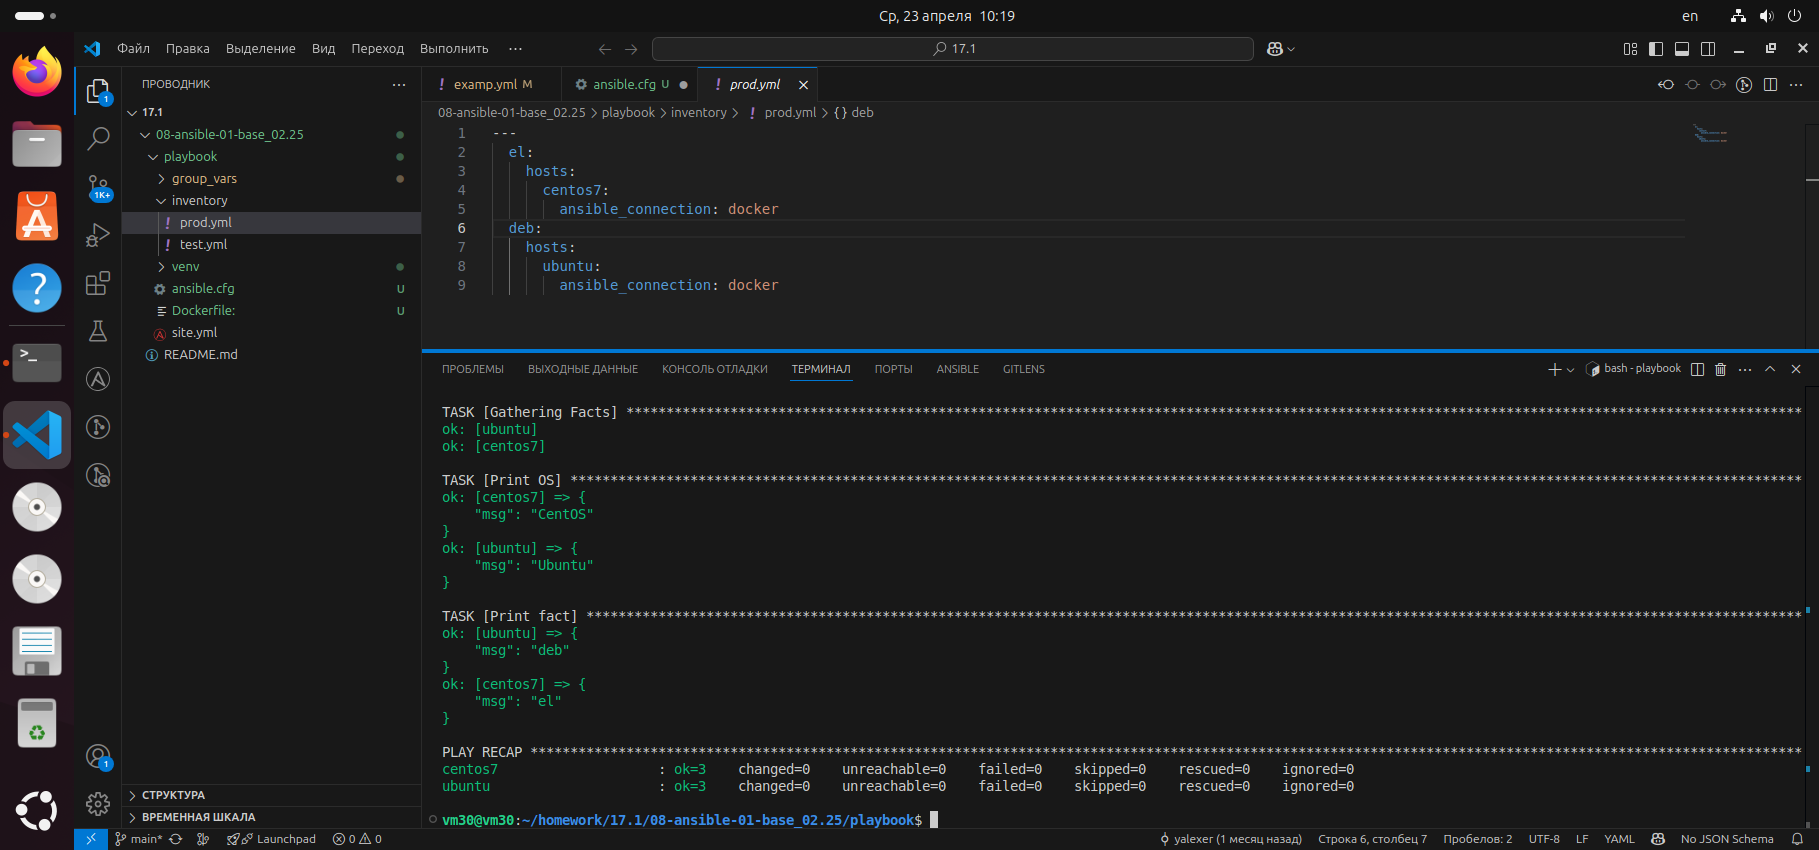 Ср, 23 апреля 10:19
en
Файл Правка Выделение Вид Переход Выполнить ···
17.1
ПРОВОДНИК ···
! examp.yml M
ansible.cfg U ●
! prod.yml ×
08-ansible-01-base_02.25 > playbook > inventory > ! prod.yml > {} deb
17.1
08-ansible-01-base_02.25
playbook
group_vars
inventory
! prod.yml
! test.yml
venv
ansible.cfg U
Dockerfile: U
site.yml
README.md
1
1K+
1
СТРУКТУРА
ВРЕМЕННАЯ ШКАЛА
1 ---
2 el:
3 hosts:
4 centos7:
5 ansible_connection: docker
6 deb:
7 hosts:
8 ubuntu:
9 ansible_connection: docker
ПРОБЛЕМЫ ВЫХОДНЫЕ ДАННЫЕ КОНСОЛЬ ОТЛАДКИ ТЕРМИНАЛ ПОРТЫ ANSIBLE GITLENS
bash - playbook
TASK [Gathering Facts] ***************************************************************************************************************************************************
ok: [ubuntu]
ok: [centos7]
TASK [Print OS] **********************************************************************************************************************************************************
ok: [centos7] => {
"msg": "CentOS"
}
ok: [ubuntu] => {
"msg": "Ubuntu"
}
TASK [Print fact] ********************************************************************************************************************************************************
ok: [ubuntu] => {
"msg": "deb"
}
ok: [centos7] => {
"msg": "el"
}
PLAY RECAP ***************************************************************************************************************************************************************
centos7 : ok=3 changed=0 unreachable=0 failed=0 skipped=0 rescued=0 ignored=0
ubuntu : ok=3 changed=0 unreachable=0 failed=0 skipped=0 rescued=0 ignored=0
vm30@vm30:~/homework/17.1/08-ansible-01-base_02.25/playbook$
main* Launchpad 0 0
yalexer (1 месяц назад) Строка 6, столбец 7 Пробелов: 2 UTF-8 LF YAML No JSON Schema